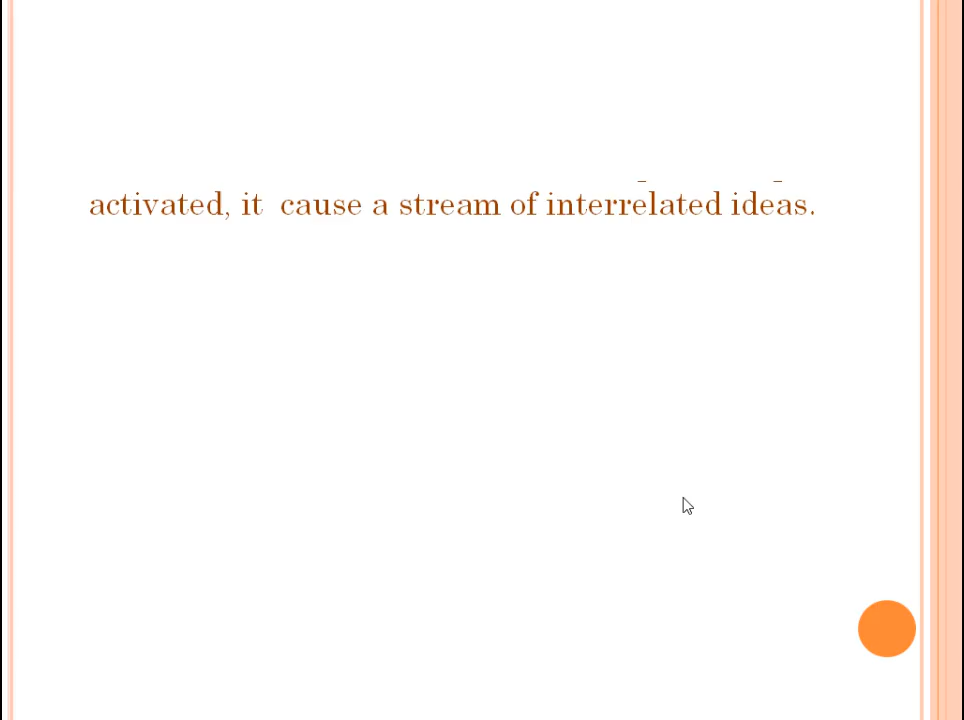 activated, it cause a stream of interrelated ideas.